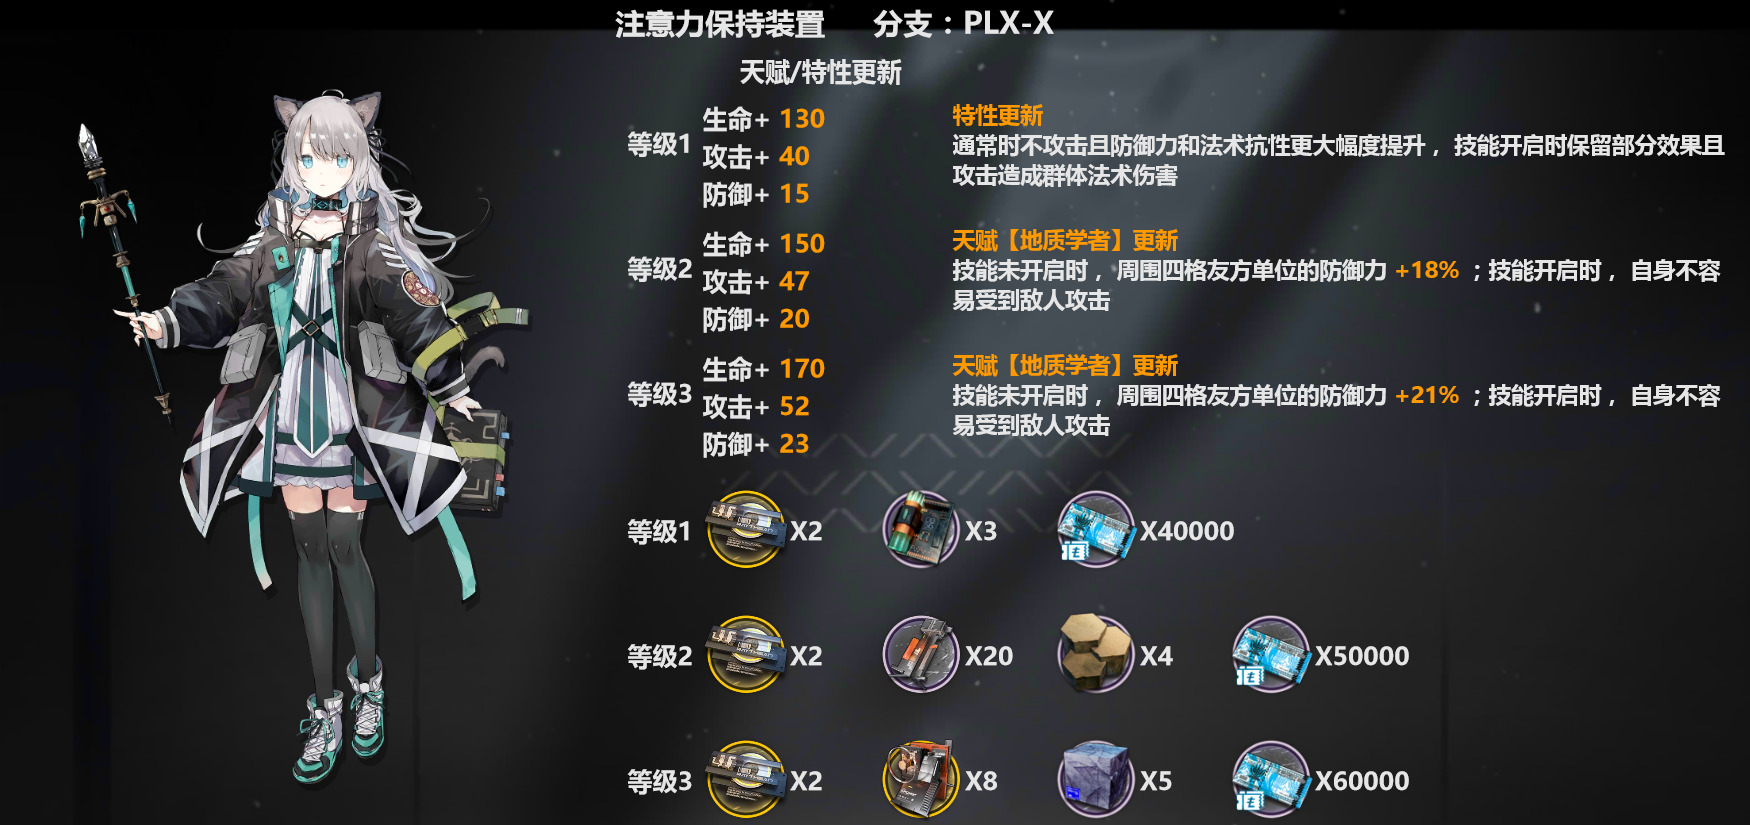 注意力保持装置 分支：PLX-X
天赋/特性更新
等级1
生命+ 130
攻击+ 40
防御+ 15
特性更新
通常时不攻击且防御力和法术抗性更大幅度提升，技能开启时保留部分效果且
攻击造成群体法术伤害
等级2
生命+ 150
攻击+ 47
防御+ 20
天赋【地质学者】更新
技能未开启时，周围四格友方单位的防御力 +18% ；技能开启时，自身不容
易受到敌人攻击
等级3
生命+ 170
攻击+ 52
防御+ 23
天赋【地质学者】更新
技能未开启时，周围四格友方单位的防御力 +21% ；技能开启时，自身不容
易受到敌人攻击
等级1 X2 X3 X40000
等级2 X2 X20 X4 X50000
等级3 X2 X8 X5 X60000